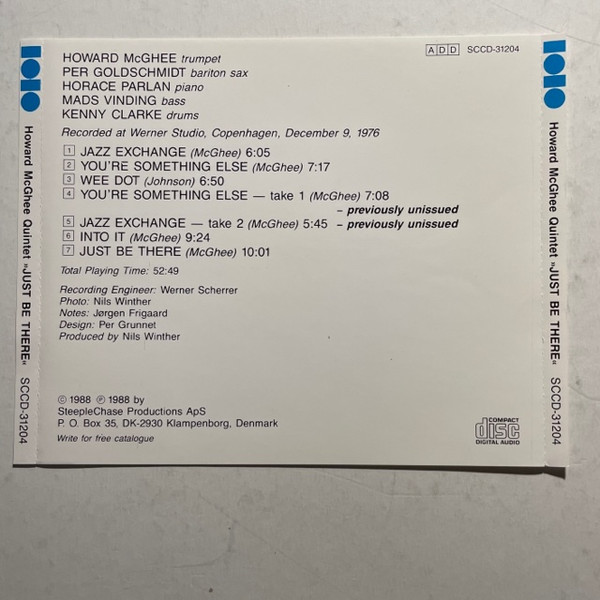 HOWARD McGHEE trumpet
PER GOLDSCHMIDT bariton sax
HORACE PARLAN piano
MADS VINDING bass
KENNY CLARKE drums
ADD SCCD-31204
Recorded at Werner Studio, Copenhagen, December 9, 1976
1 JAZZ EXCHANGE (McGhee) 6:05
2 YOU'RE SOMETHING ELSE (McGhee) 7:17
3 WEE DOT (Johnson) 6:50
4 YOU'RE SOMETHING ELSE — take 1 (McGhee) 7:08
– previously unissued
5 JAZZ EXCHANGE — take 2 (McGhee) 5:45 – previously unissued
6 INTO IT (McGhee) 9:24
7 JUST BE THERE (McGhee) 10:01
Total Playing Time: 52:49
Recording Engineer: Werner Scherrer
Photo: Nils Winther
Notes: Jørgen Frigaard
Design: Per Grunnet
Produced by Nils Winther
© 1988 ℗ 1988 by
SteepleChase Productions ApS
P. O. Box 35, DK-2930 Klampenborg, Denmark
Write for free catalogue
COMPACT
disc
DIGITAL AUDIO
Howard McGhee Quintet »JUST BE THERE« SCCD-31204
Howard McGhee Quintet »JUST BE THERE« SCCD-31204